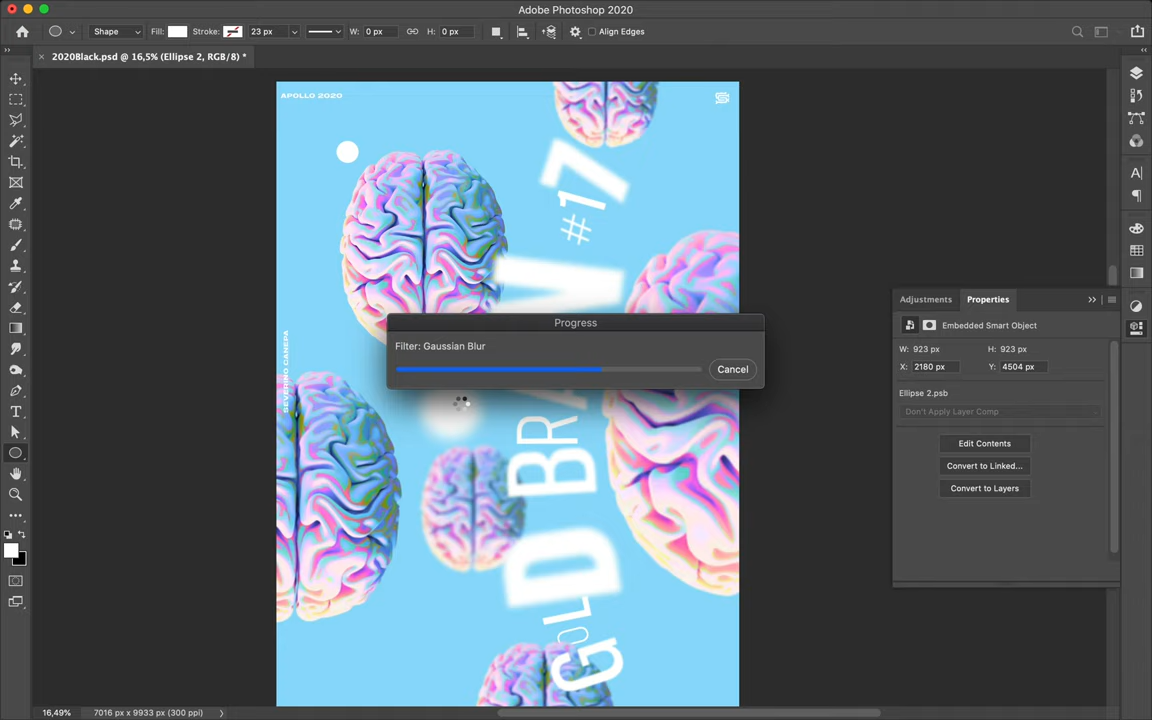 Adobe Photoshop 2020
Shape
Fill:
Stroke:
23 px
W: 0 px
H: 0 px
Align Edges
2020Black.psd @ 16,5% (Ellipse 2, RGB/8) *
APOLLO 2020
#17
SEVERINO CANEPA
GOLD BRA
Progress
Filter: Gaussian Blur
Cancel
Adjustments
Properties
Embedded Smart Object
W: 923 px
H: 923 px
X: 2180 px
Y: 4504 px
Ellipse 2.psb
Don't Apply Layer Comp
Edit Contents
Convert to Linked...
Convert to Layers
16,49%
7016 px x 9933 px (300 ppi)